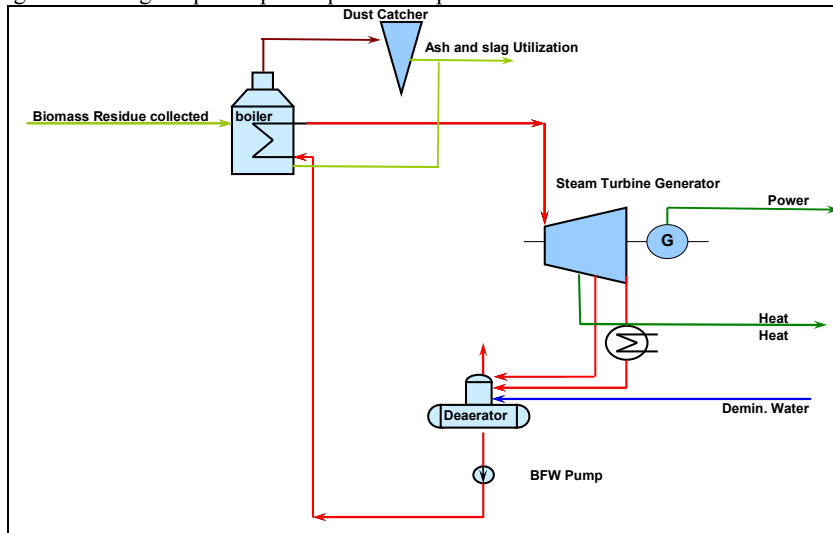 Dust Catcher
Ash and slag Utilization
Biomass Residue collected
boiler
Steam Turbine Generator
Power
G
Heat
Heat
Deaerator
Demin. Water
BFW Pump